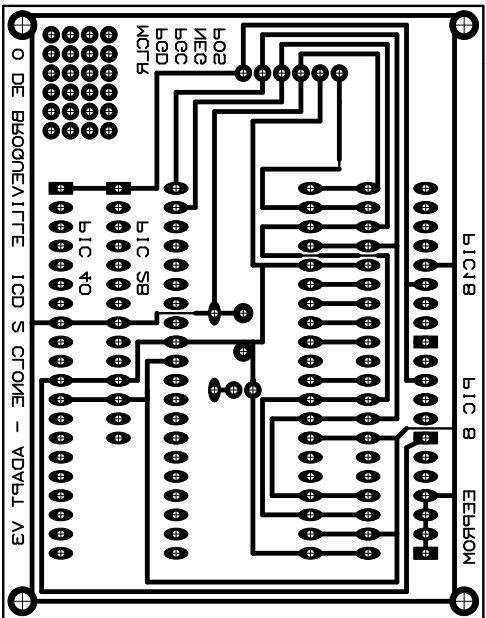 POS
NEG
PGC
PGD
MCLR
O DE BROQUEVILLE ICD 2 CLONE - ADAPT V3
PIC 40
PIC 28
PIC18
PIC 8
EEPROM